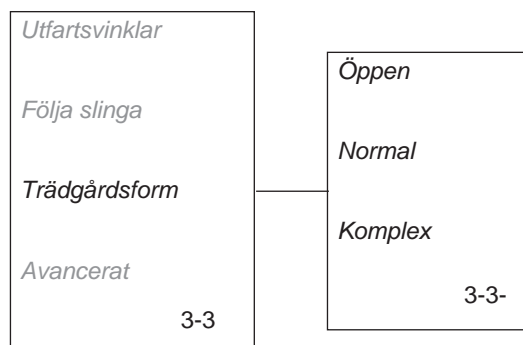 Utfartsvinklar
Följa slinga
Trädgårdsform
Avancerat
3-3
Öppen
Normal
Komplex
3-3-